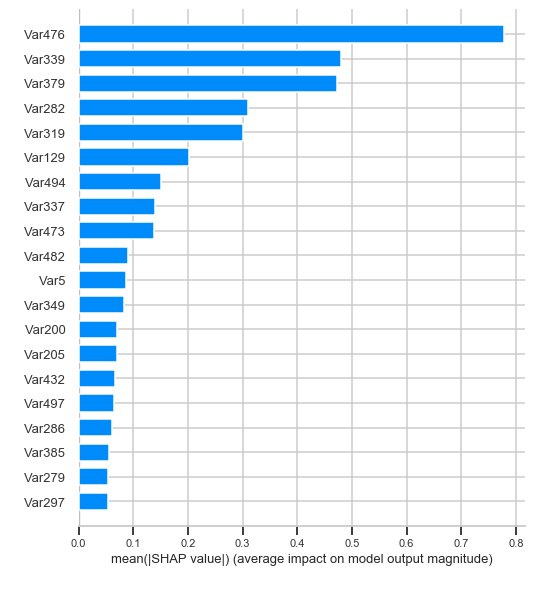 Var476
Var339
Var379
Var282
Var319
Var129
Var494
Var337
Var473
Var482
Var5
Var349
Var200
Var205
Var432
Var497
Var286
Var385
Var279
Var297
0.0 0.1 0.2 0.3 0.4 0.5 0.6 0.7 0.8
mean(|SHAP value|) (average impact on model output magnitude)